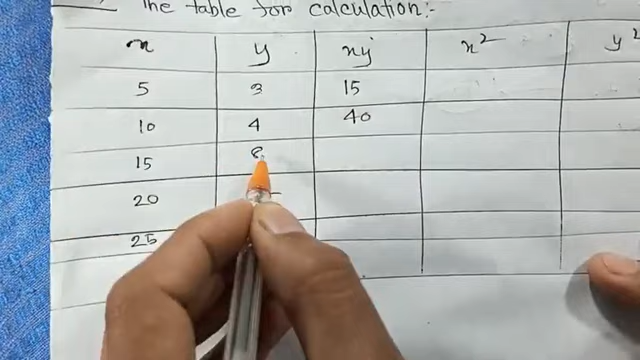 The table for calculation:-
x y xy x² y²
5 3 15
10 4 40
15 8
20
25